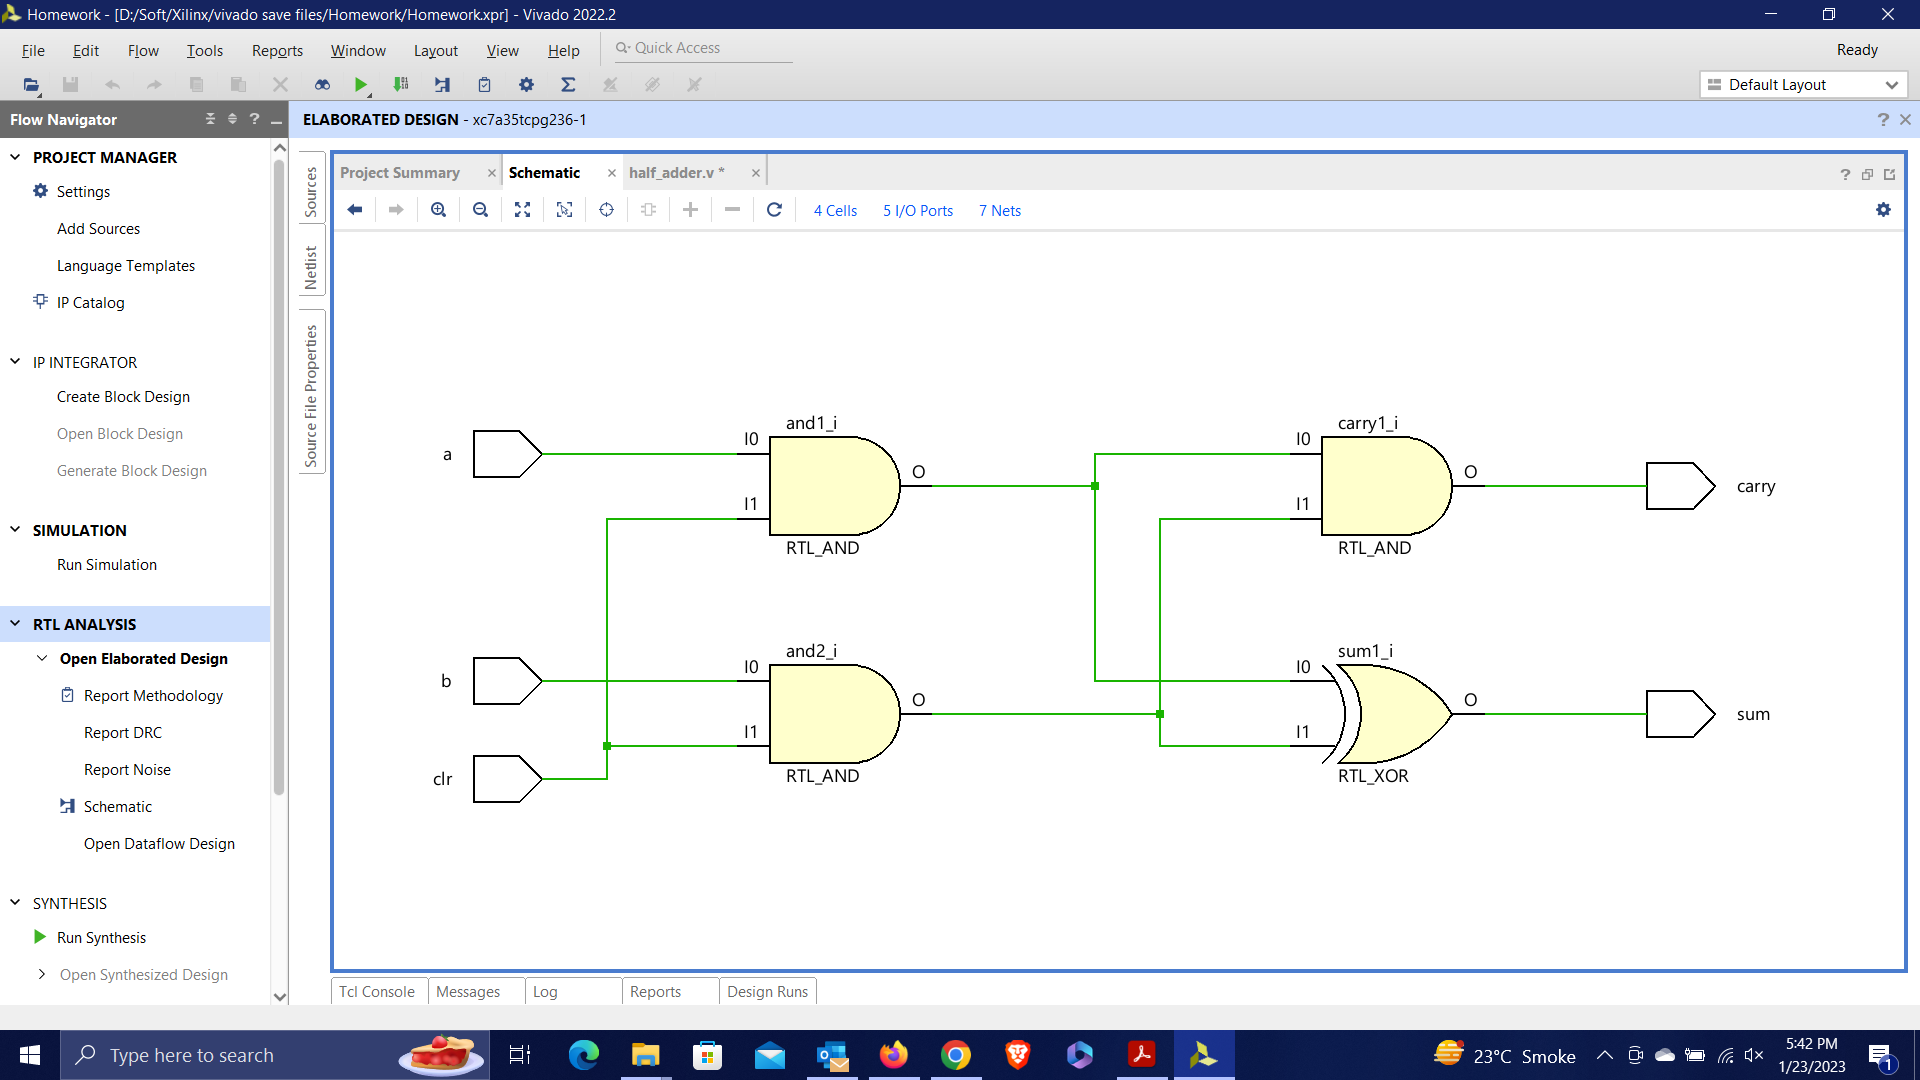 Homework - [D:/Soft/Xilinx/vivado save files/Homework/Homework.xpr] - Vivado 2022.2
File Edit Flow Tools Reports Window Layout View Help Quick Access Ready
Default Layout
Flow Navigator
ELABORATED DESIGN - xc7a35tcpg236-1
PROJECT MANAGER
Settings
Add Sources
Language Templates
IP Catalog
IP INTEGRATOR
Create Block Design
Open Block Design
Generate Block Design
SIMULATION
Run Simulation
RTL ANALYSIS
Open Elaborated Design
Report Methodology
Report DRC
Report Noise
Schematic
Open Dataflow Design
SYNTHESIS
Run Synthesis
Open Synthesized Design
Sources
Netlist
Source File Properties
Project Summary Schematic half_adder.v *
4 Cells 5 I/O Ports 7 Nets
and1_i
carry1_i
a
I0
I1
O
RTL_AND
I0
I1
O
RTL_AND
carry
and2_i
sum1_i
b
I0
I1
O
RTL_AND
I0
I1
O
RTL_XOR
sum
clr
Tcl Console Messages Log Reports Design Runs
Type here to search
23°C Smoke
5:42 PM
1/23/2023
1